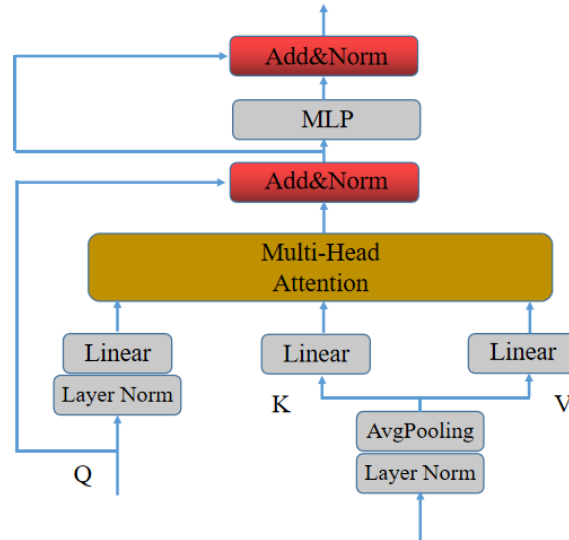 Add&Norm
MLP
Add&Norm
Multi-Head
Attention
Linear
Linear
Linear
Layer Norm
K
V
AvgPooling
Q
Layer Norm